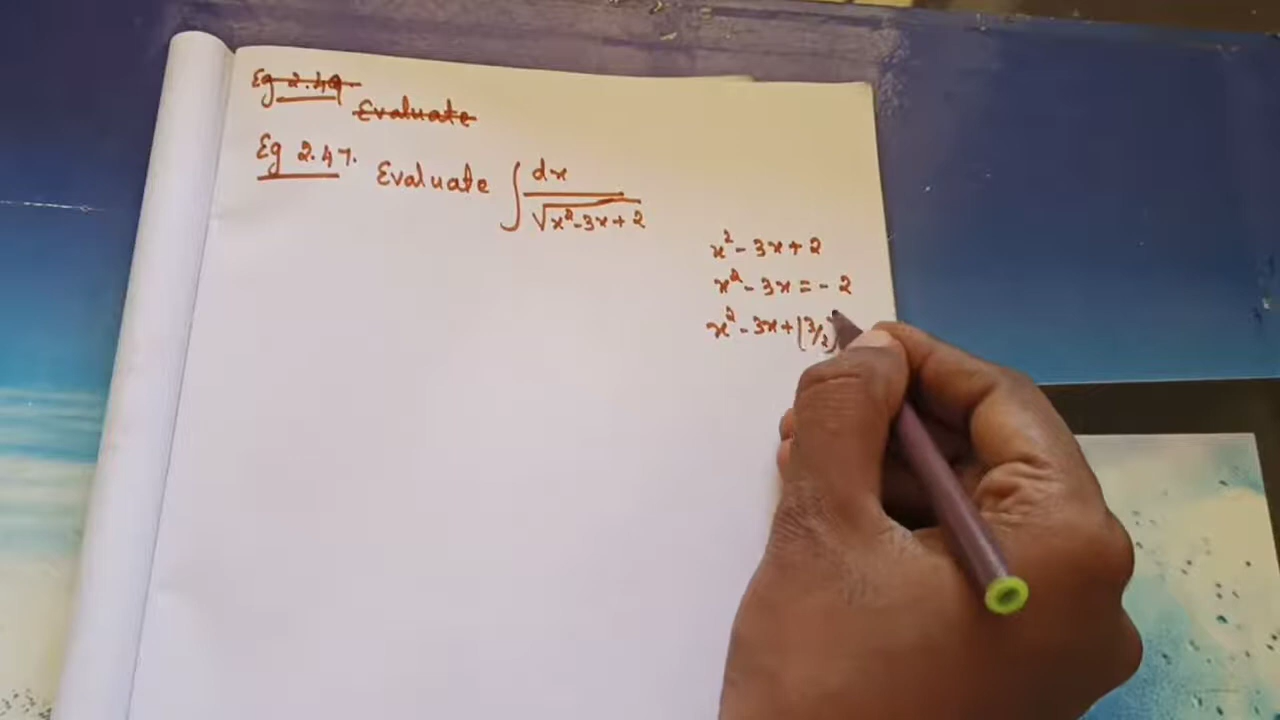 Eg 2.49
Evaluate
Eg 2.47. Evaluate ∫ dx / √(x² - 3x + 2)
x² - 3x + 2
x² - 3x = - 2
x² - 3x + (3/2)